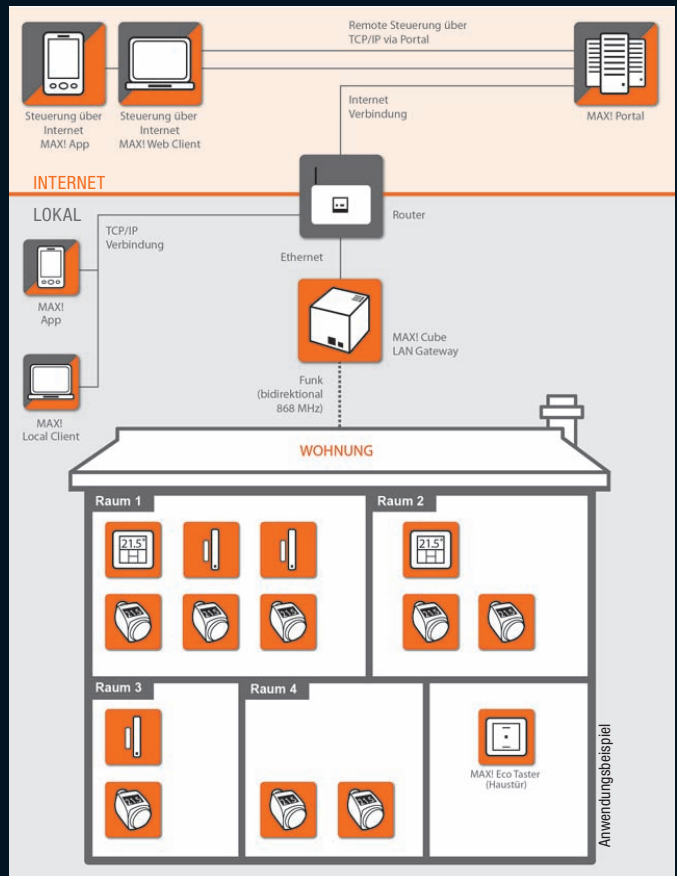 Remote Steuerung über
TCP/IP via Portal
Steuerung über
Internet
MAX! App
Steuerung über
Internet
MAX! Web Client
Internet
Verbindung
MAX! Portal
INTERNET
LOKAL
TCP/IP
Verbindung
Router
Ethernet
MAX!
App
MAX! Cube
LAN Gateway
Funk
(bidirektional
868 MHz)
MAX!
Local Client
WOHNUNG
Raum 1
Raum 2
21.5°
21.5°
Raum 3
Raum 4
MAX! Eco Taster
(Haustür)
Anwendungsbeispiel